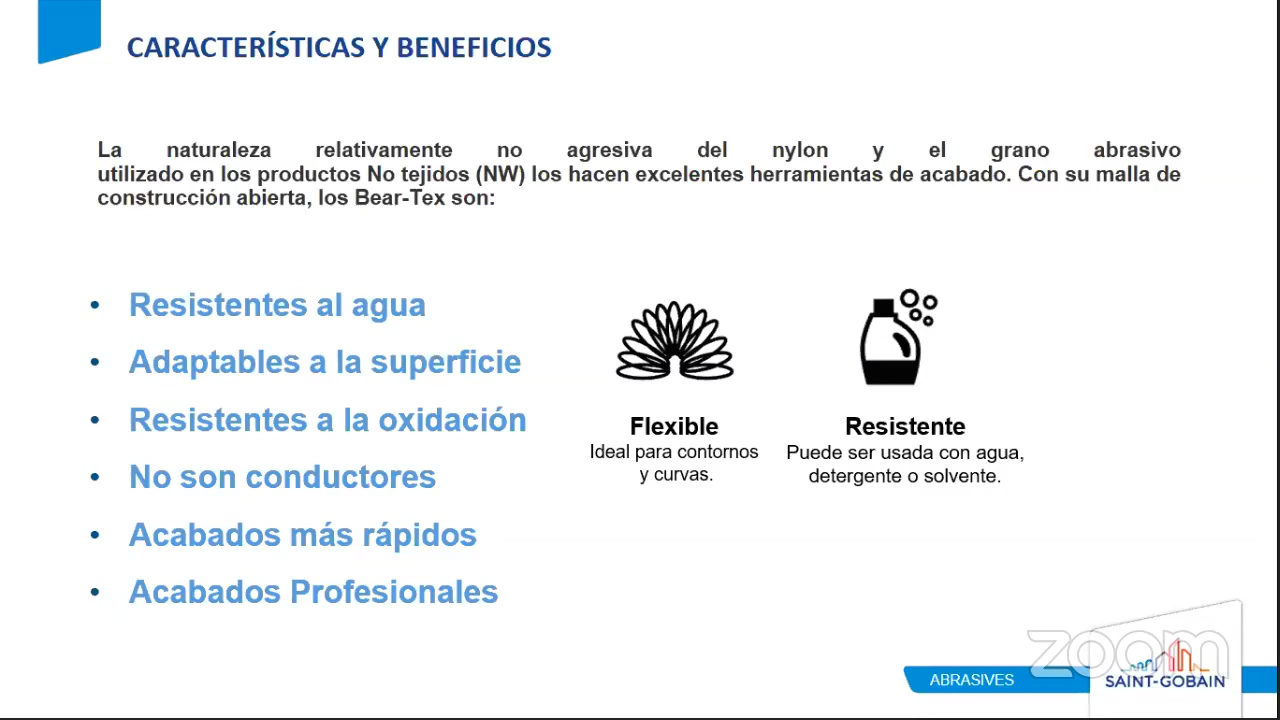 CARACTERÍSTICAS Y BENEFICIOS
La naturaleza relativamente no agresiva del nylon y el grano abrasivo
utilizado en los productos No tejidos (NW) los hacen excelentes herramientas de acabado. Con su malla de
construcción abierta, los Bear-Tex son:
• Resistentes al agua
• Adaptables a la superficie
• Resistentes a la oxidación
• No son conductores
• Acabados más rápidos
• Acabados Profesionales
Flexible
Ideal para contornos
y curvas.
Resistente
Puede ser usada con agua,
detergente o solvente.
ABRASIVES
zoom
SAINT-GOBAIN